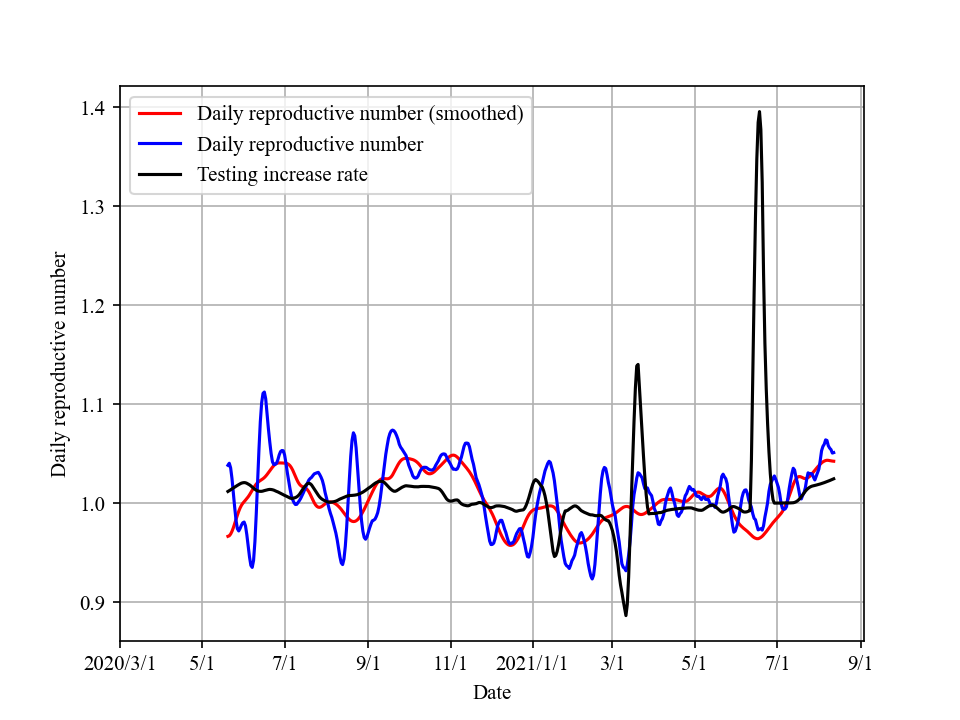 Daily reproductive number (smoothed)
Daily reproductive number
Testing increase rate
Daily reproductive number
1.4
1.3
1.2
1.1
1.0
0.9
2020/3/1 5/1 7/1 9/1 11/1 2021/1/1 3/1 5/1 7/1 9/1
Date